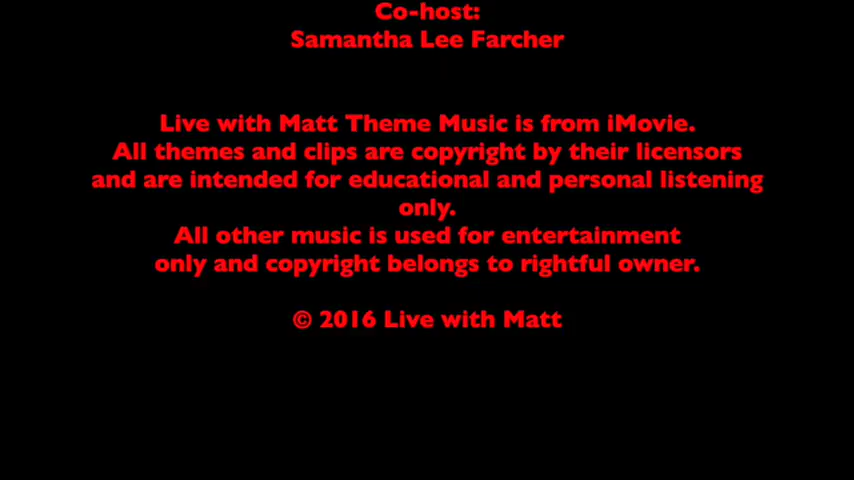 Co-host:
Samantha Lee Farcher
Live with Matt Theme Music is from iMovie.
All themes and clips are copyright by their licensors
and are intended for educational and personal listening
only.
All other music is used for entertainment
only and copyright belongs to rightful owner.
© 2016 Live with Matt